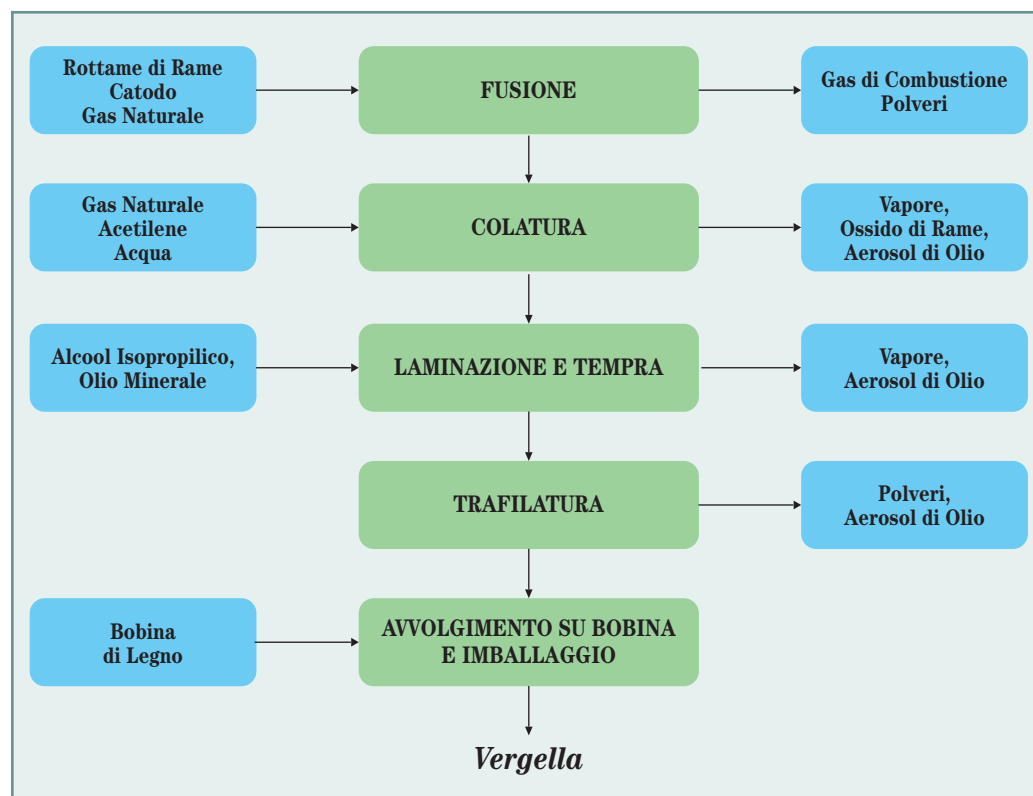 Rottame di Rame
Catodo
Gas Naturale
FUSIONE
Gas di Combustione
Polveri
Gas Naturale
Acetilene
Acqua
COLATURA
Vapore,
Ossido di Rame,
Aerosol di Olio
Alcool Isopropilico,
Olio Minerale
LAMINAZIONE E TEMPRA
Vapore,
Aerosol di Olio
TRAFILATURA
Polveri,
Aerosol di Olio
Bobina
di Legno
AVVOLGIMENTO SU BOBINA
E IMBALLAGGIO
Vergella